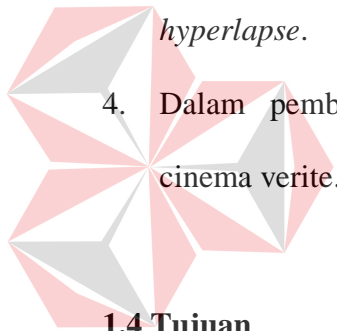 hyperlapse.
4. Dalam pemb
cinema verite.
1.4 Tujuan